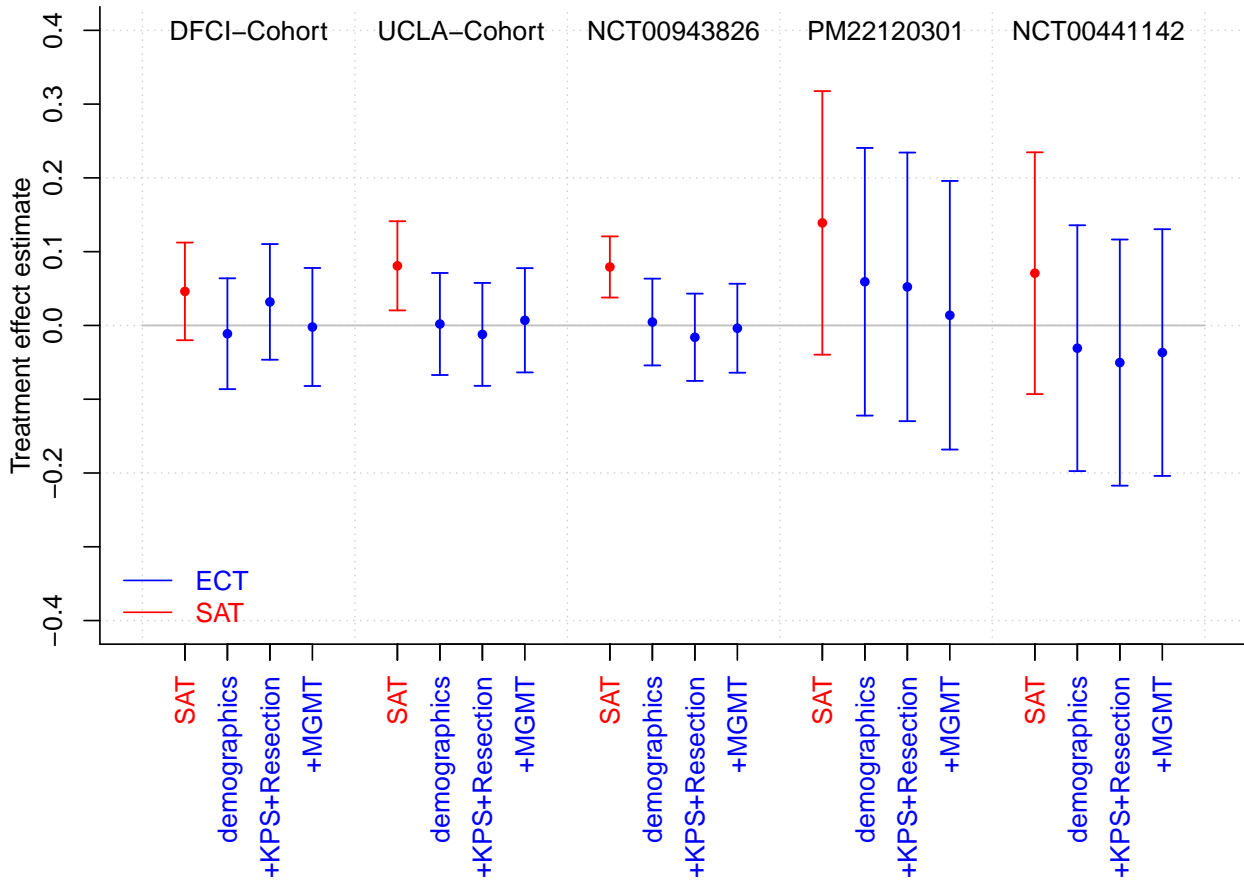 DFCI−Cohort UCLA−Cohort NCT00943826 PM22120301 NCT00441142
Treatment effect estimate
0.4
0.3
0.2
0.1
0.0
−0.2
−0.4
ECT
SAT
SAT
demographics
+KPS+Resection
+MGMT
SAT
demographics
+KPS+Resection
+MGMT
SAT
demographics
+KPS+Resection
+MGMT
SAT
demographics
+KPS+Resection
+MGMT
SAT
demographics
+KPS+Resection
+MGMT